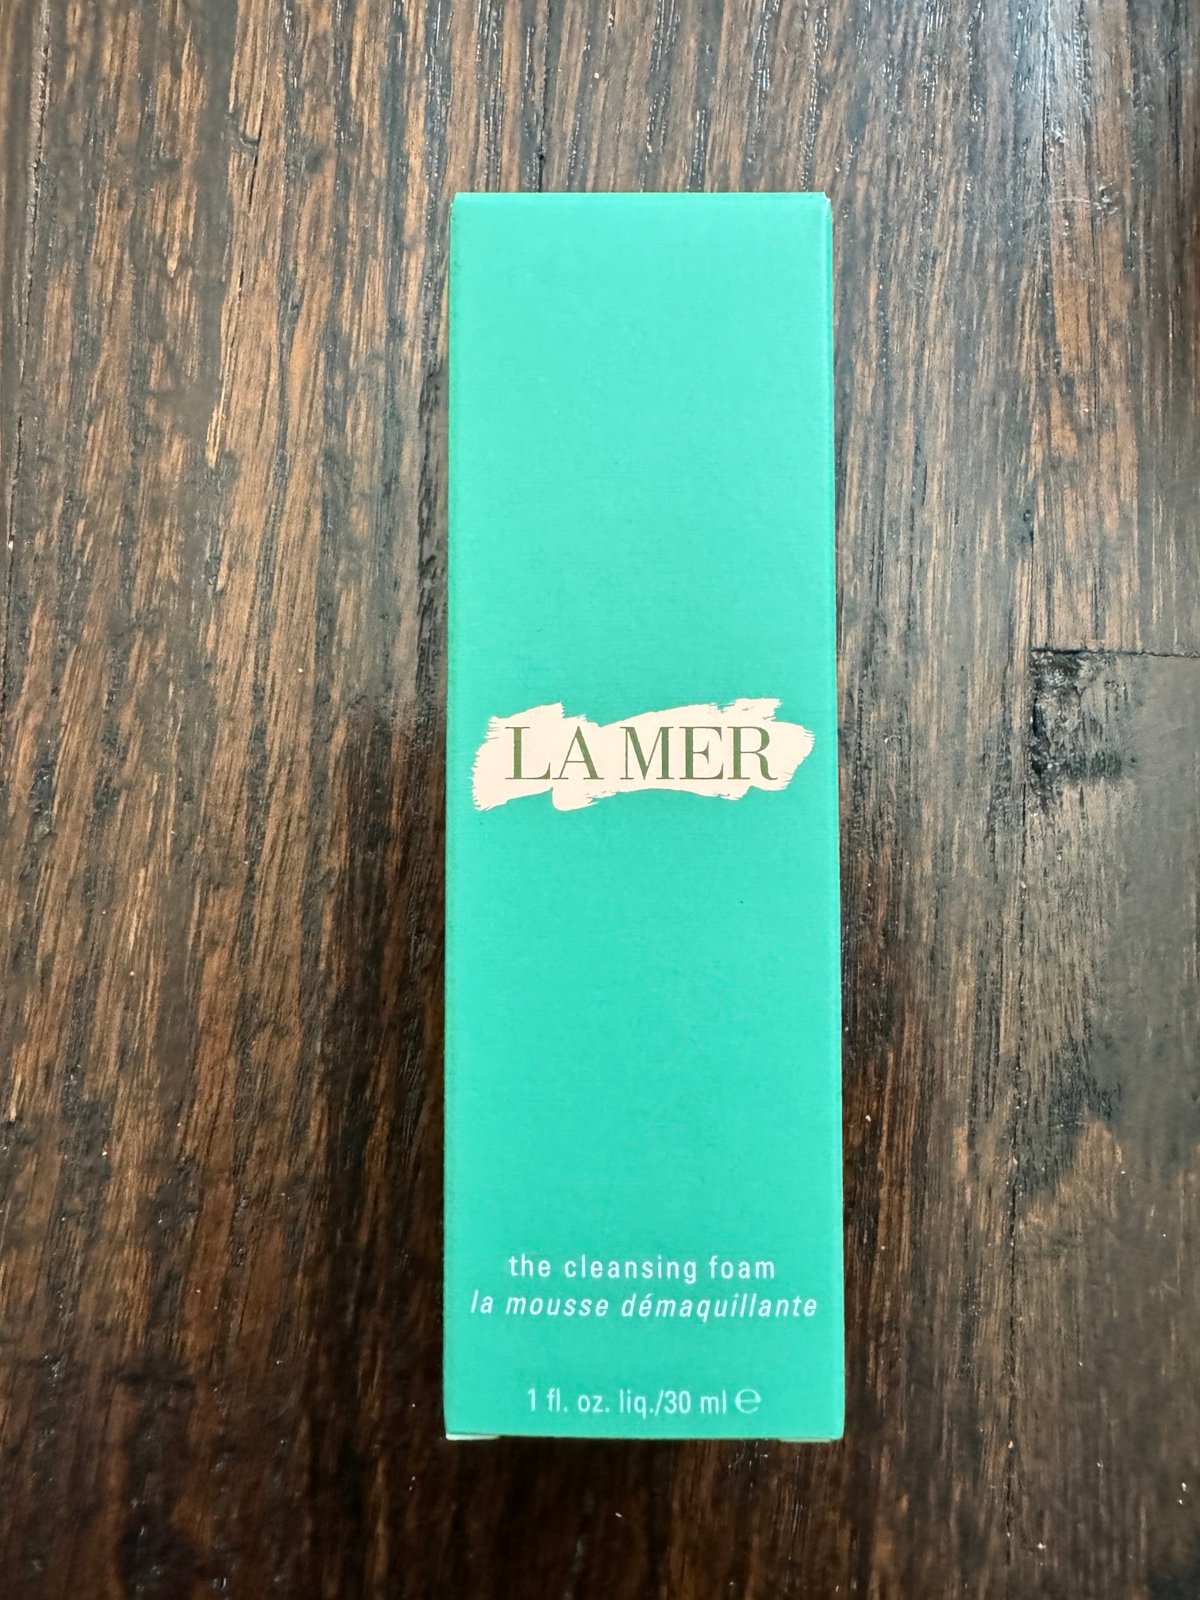 LA MER
the cleansing foam
la mousse démaquillante
1 fl. oz. liq./30 ml ℮